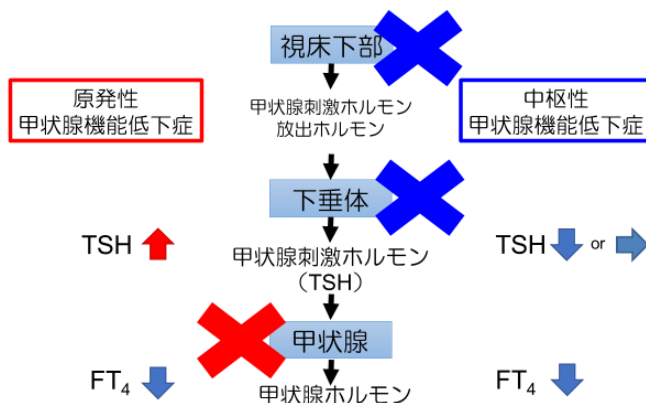 視床下部
原発性
甲状腺機能低下症
甲状腺刺激ホルモン
放出ホルモン
中枢性
甲状腺機能低下症
下垂体
TSH
甲状腺刺激ホルモン
（TSH）
TSH or
甲状腺
FT4
甲状腺ホルモン
FT4